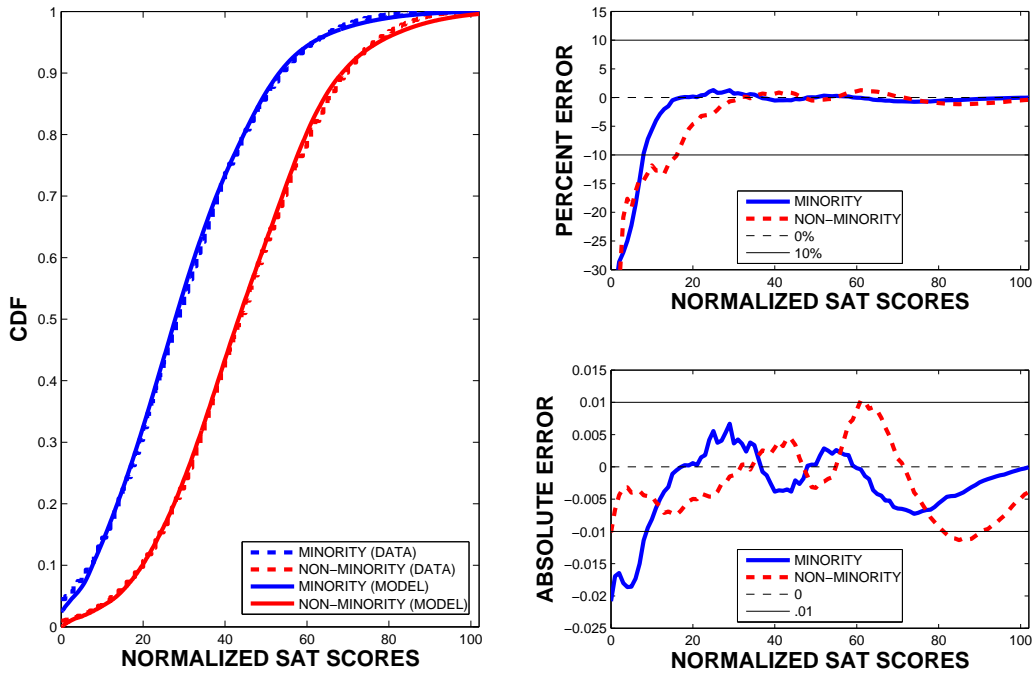 1
0.9
0.8
0.7
0.6
0.5
0.4
0.3
0.2
0.1
0
CDF
0 20 40 60 80 100
NORMALIZED SAT SCORES
MINORITY (DATA)
NON−MINORITY (DATA)
MINORITY (MODEL)
NON−MINORITY (MODEL)
15
10
5
0
−5
−10
−15
−20
−25
−30
PERCENT ERROR
MINORITY
NON−MINORITY
0%
10%
0 20 40 60 80 100
NORMALIZED SAT SCORES
0.015
0.010
0.005
0
−0.005
−0.010
−0.015
−0.02
−0.025
ABSOLUTE ERROR
MINORITY
NON−MINORITY
0
.01
0 20 40 60 80 100
NORMALIZED SAT SCORES